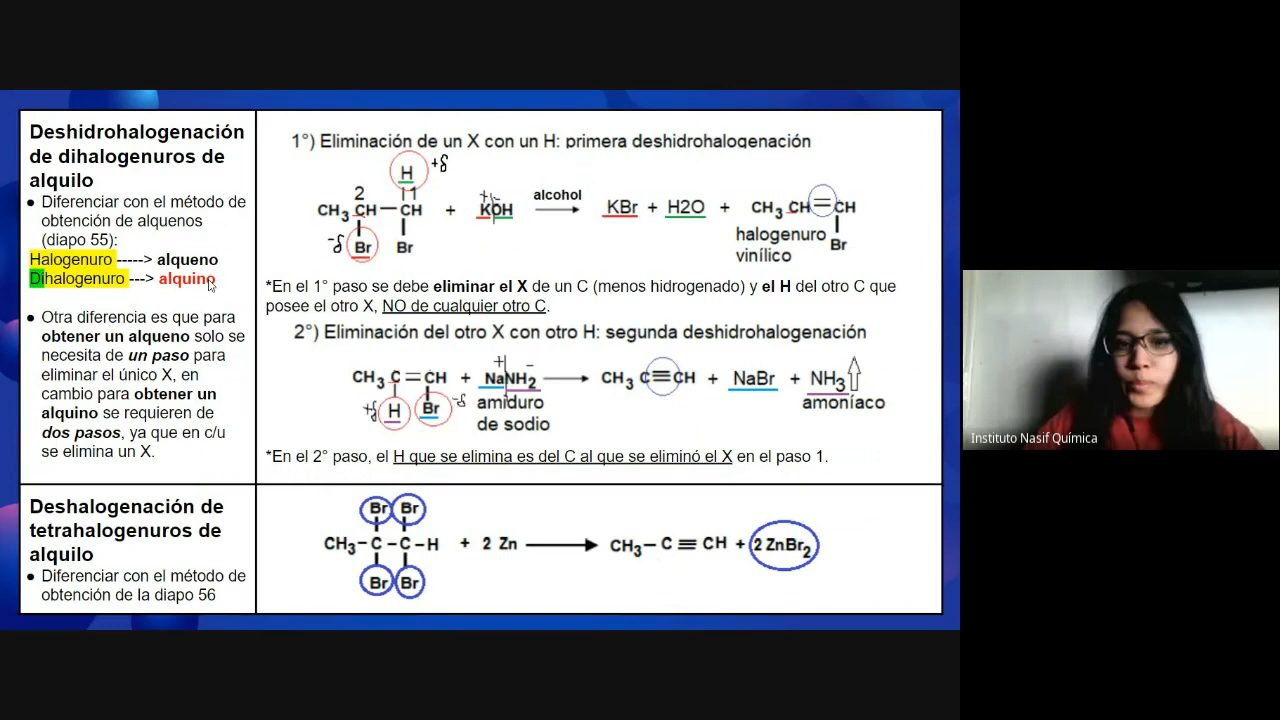 Deshidrohalogenación
de dihalogenuros de
alquilo
● Diferenciar con el método de
obtención de alquenos
(diapo 55):
Halogenuro -----> alqueno
Dihalogenuro ---> alquino
● Otra diferencia es que para
obtener un alqueno solo se
necesita de un paso para
eliminar el único X, en
cambio para obtener un
alquino se requieren de
dos pasos, ya que en c/u
se elimina un X.
1°) Eliminación de un X con un H: primera deshidrohalogenación
H +δ
2 1
CH3 CH – CH + KOH alcohol → KBr + H2O + CH3 CH = CH
+ -
-δ Br Br
halogenuro Br
vinílico
*En el 1° paso se debe eliminar el X de un C (menos hidrogenado) y el H del otro C que
posee el otro X, NO de cualquier otro C.
2°) Eliminación del otro X con otro H: segunda deshidrohalogenación
+ –
CH3 C = CH + NaNH2 → CH3 C ≡ CH + NaBr + NH3
+δ H Br -δ
amiduro
de sodio
amoníaco
*En el 2° paso, el H que se elimina es del C al que se eliminó el X en el paso 1.
Deshalogenación de
tetrahalogenuros de
alquilo
● Diferenciar con el método de
obtención de la diapo 56
Br Br
CH3 – C – C – H + 2 Zn → CH3 – C ≡ CH + 2 ZnBr2
Br Br
Instituto Nasif Química